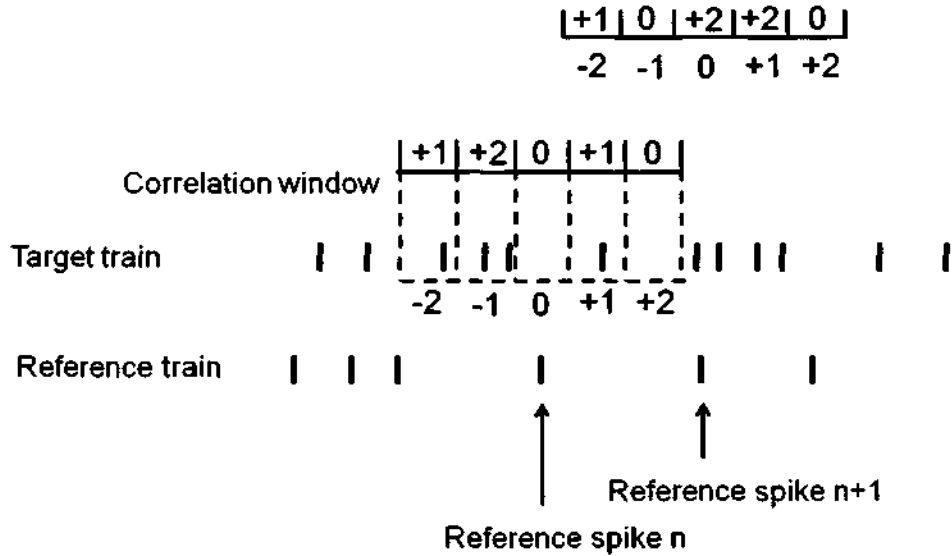 +1 0 +2 +2 0
-2 -1 0 +1 +2
+1 +2 0 +1 0
Correlation window
Target train
-2 -1 0 +1 +2
Reference train
Reference spike n+1
Reference spike n